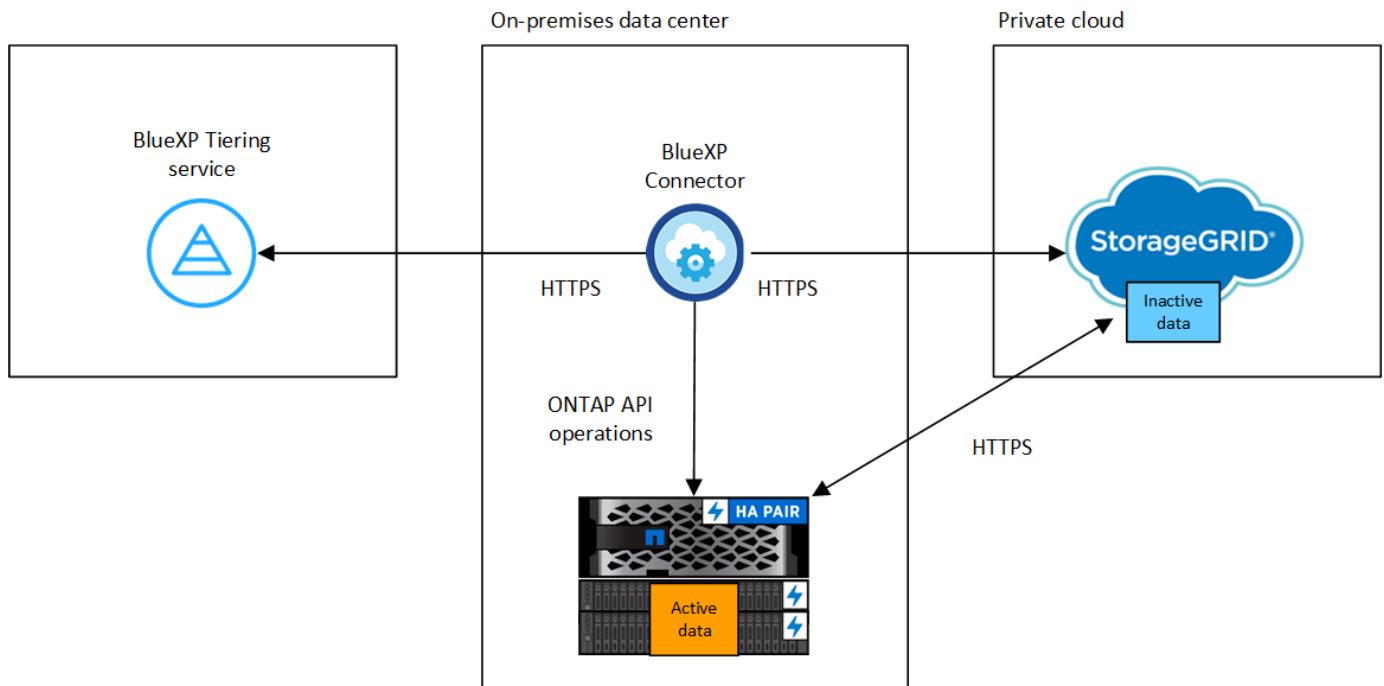 On-premises data center
Private cloud
BlueXP Tiering
service
BlueXP
Connector
StorageGRID®
Inactive
data
HTTPS
HTTPS
ONTAP API
operations
HTTPS
HA PAIR
Active
data